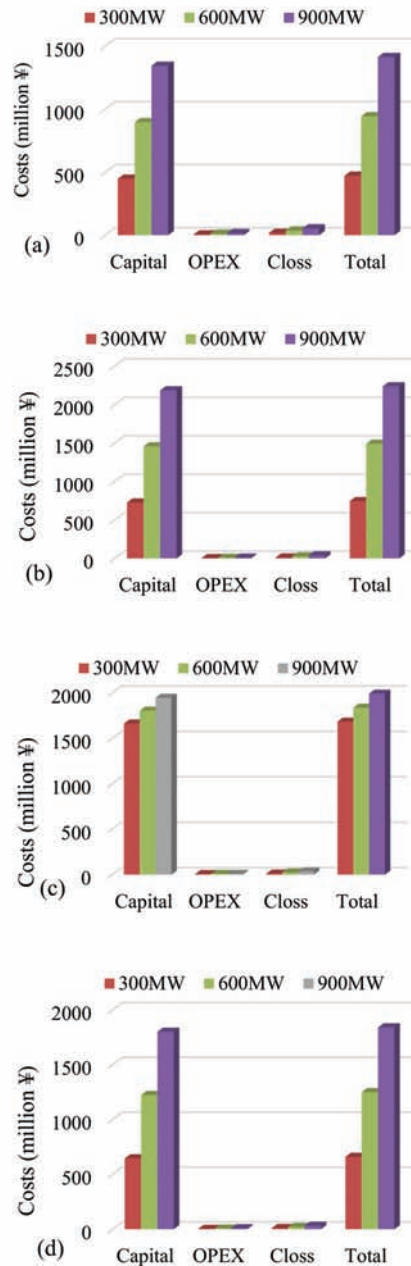 300MW 600MW 900MW
1500
1000
500
0
Costs (million ¥)
(a)
Capital OPEX Closs Total
300MW 600MW 900MW
2500
2000
1500
1000
500
0
Costs (million ¥)
(b)
Capital OPEX Closs Total
300MW 600MW 900MW
2000
1500
1000
500
0
Costs (million ¥)
(c)
Capital OPEX Closs Total
300MW 600MW 900MW
2000
1500
1000
500
0
Costs (million ¥)
(d)
Capital OPEX Closs Total